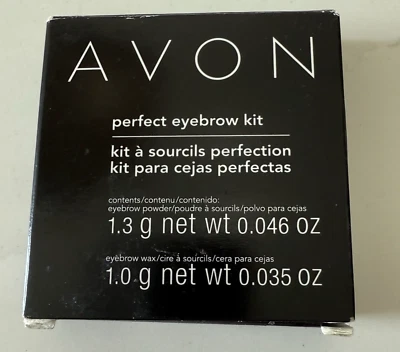 AVON
perfect eyebrow kit
kit à sourcils perfection
kit para cejas perfectas
contents/contenu/contenido:
eyebrow powder/poudre à sourcils/polvo para cejas
1.3 g net wt 0.046 oz
eyebrow wax/cire à sourcils/cera para cejas
1.0 g net wt 0.035 oz